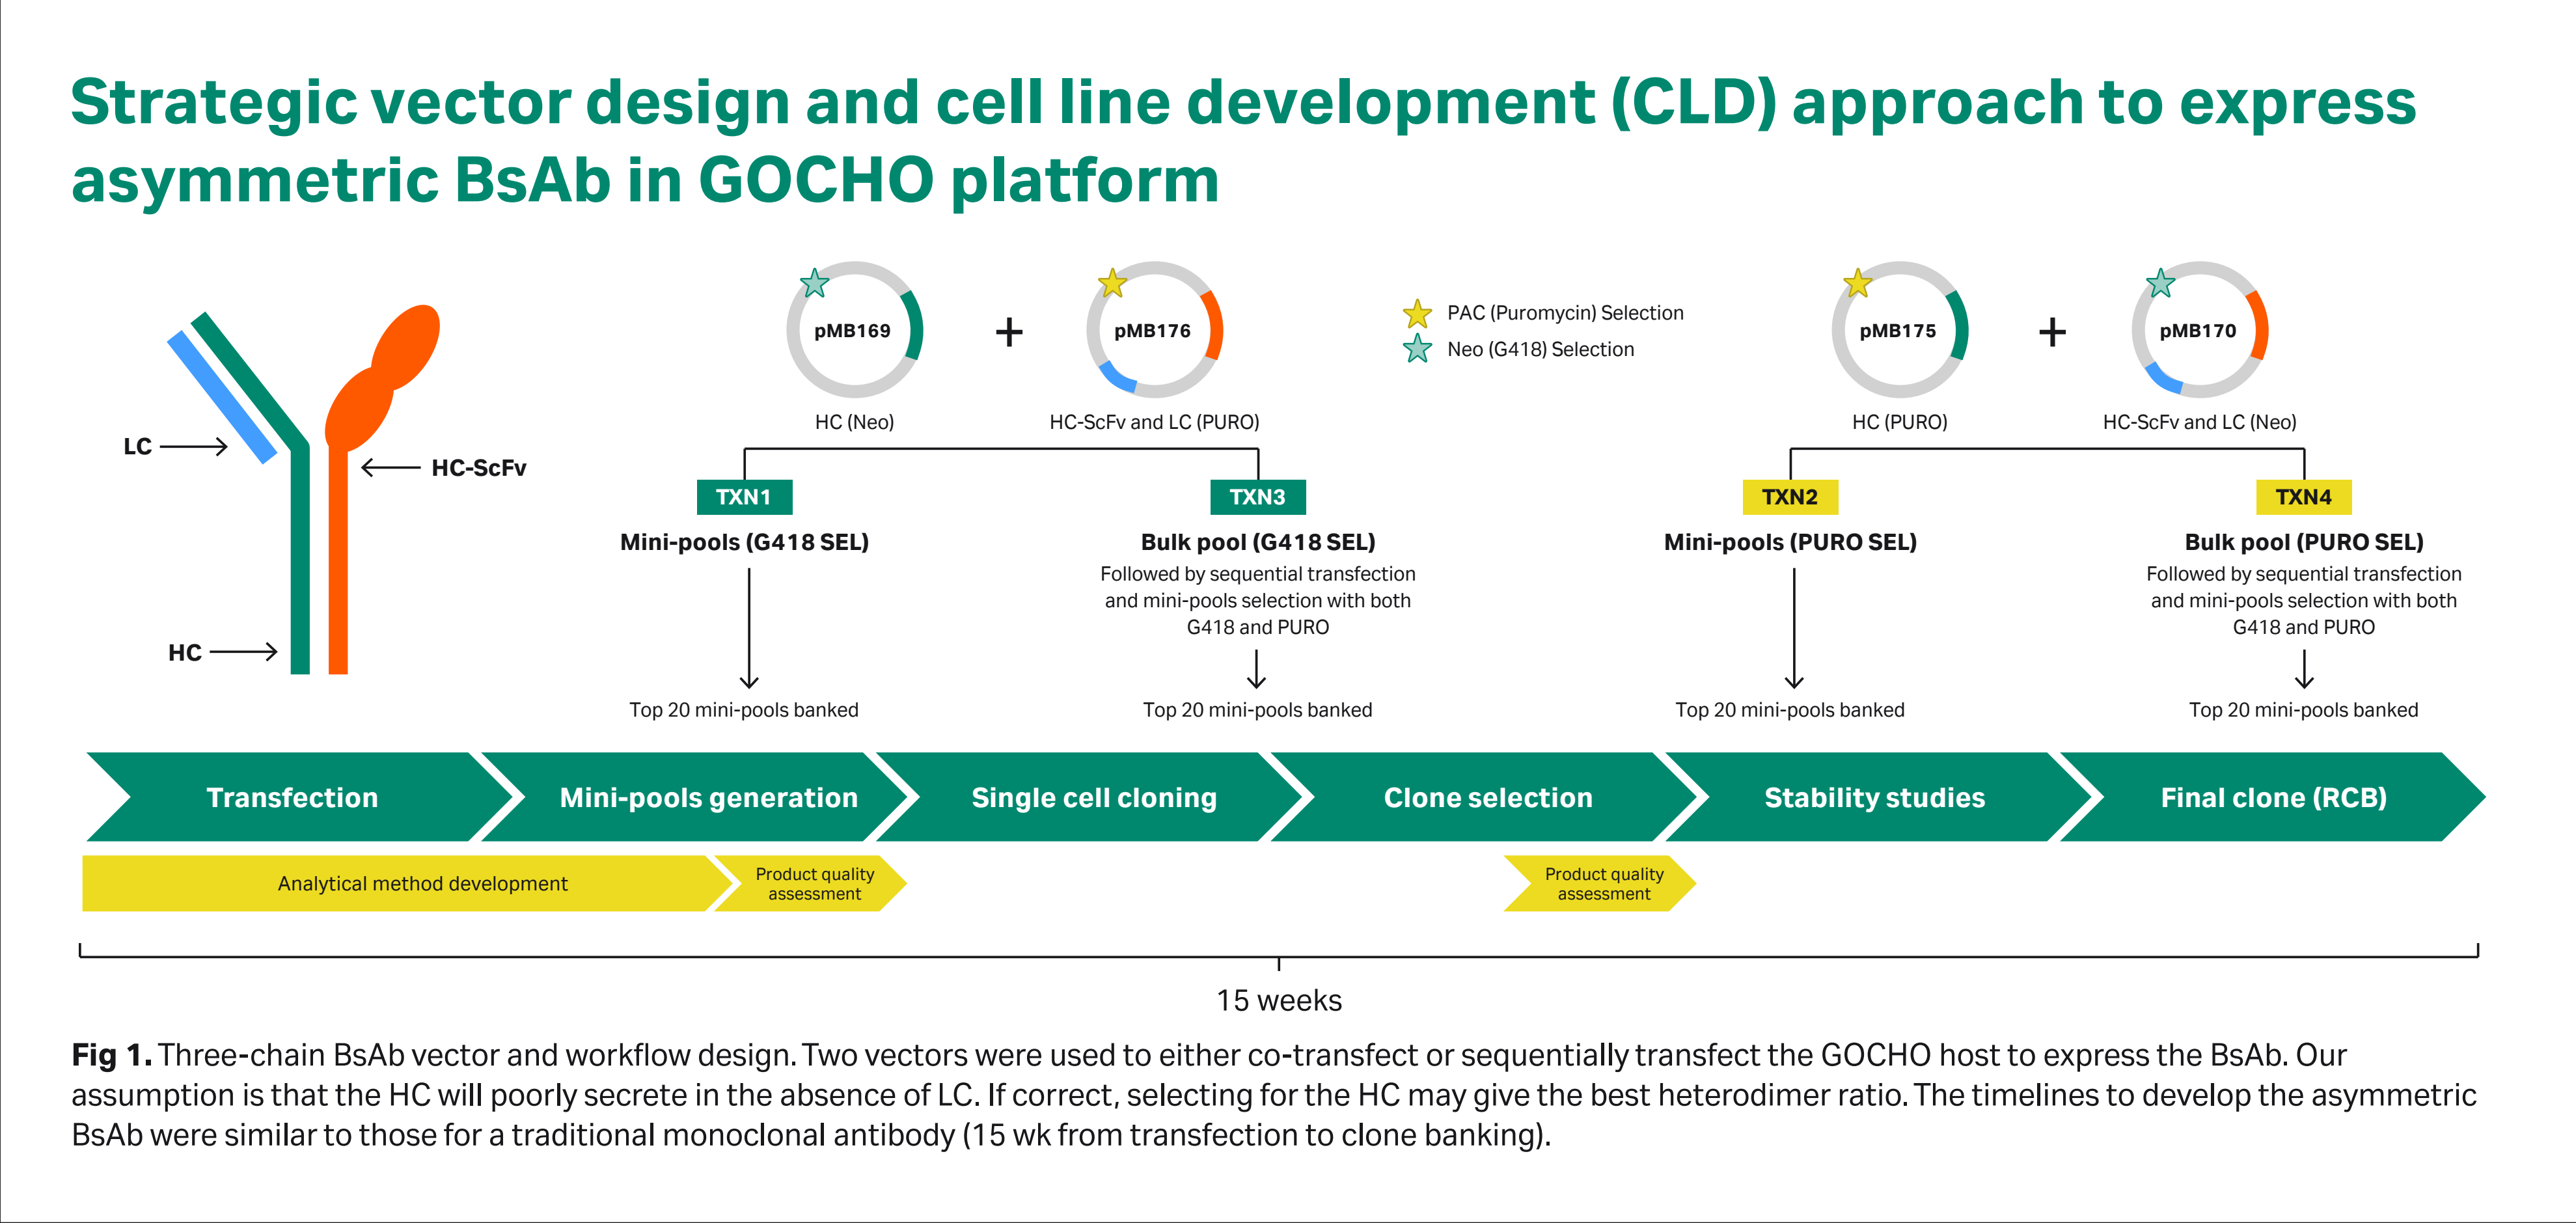 Strategic vector design and cell line development (CLD) approach to express
asymmetric BsAb in GOCHO platform
LC
HC-ScFv
HC
pMB169
+
pMB176
HC (Neo)
HC-ScFv and LC (PURO)
PAC (Puromycin) Selection
Neo (G418) Selection
pMB175
+
pMB170
HC (PURO)
HC-ScFv and LC (Neo)
TXN1
Mini-pools (G418 SEL)
Top 20 mini-pools banked
TXN3
Bulk pool (G418 SEL)
Followed by sequential transfection
and mini-pools selection with both
G418 and PURO
Top 20 mini-pools banked
TXN2
Mini-pools (PURO SEL)
Top 20 mini-pools banked
TXN4
Bulk pool (PURO SEL)
Followed by sequential transfection
and mini-pools selection with both
G418 and PURO
Top 20 mini-pools banked
Transfection
Mini-pools generation
Single cell cloning
Clone selection
Stability studies
Final clone (RCB)
Analytical method development
Product quality
assessment
Product quality
assessment
15 weeks
Fig 1. Three-chain BsAb vector and workflow design. Two vectors were used to either co-transfect or sequentially transfect the GOCHO host to express the BsAb. Our
assumption is that the HC will poorly secrete in the absence of LC. If correct, selecting for the HC may give the best heterodimer ratio. The timelines to develop the asymmetric
BsAb were similar to those for a traditional monoclonal antibody (15 wk from transfection to clone banking).